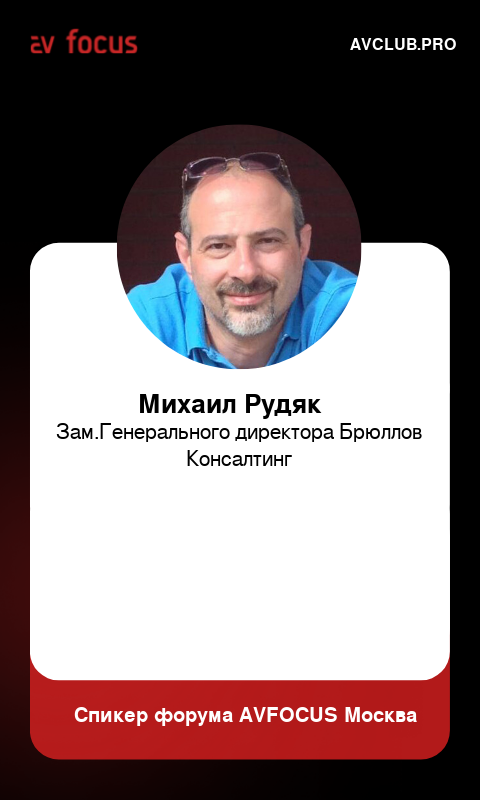 av focus
AVCLUB.PRO
Михаил Рудяк
Зам.Генерального директора Брюллов
Консалтинг
Спикер форума AVFOCUS Москва